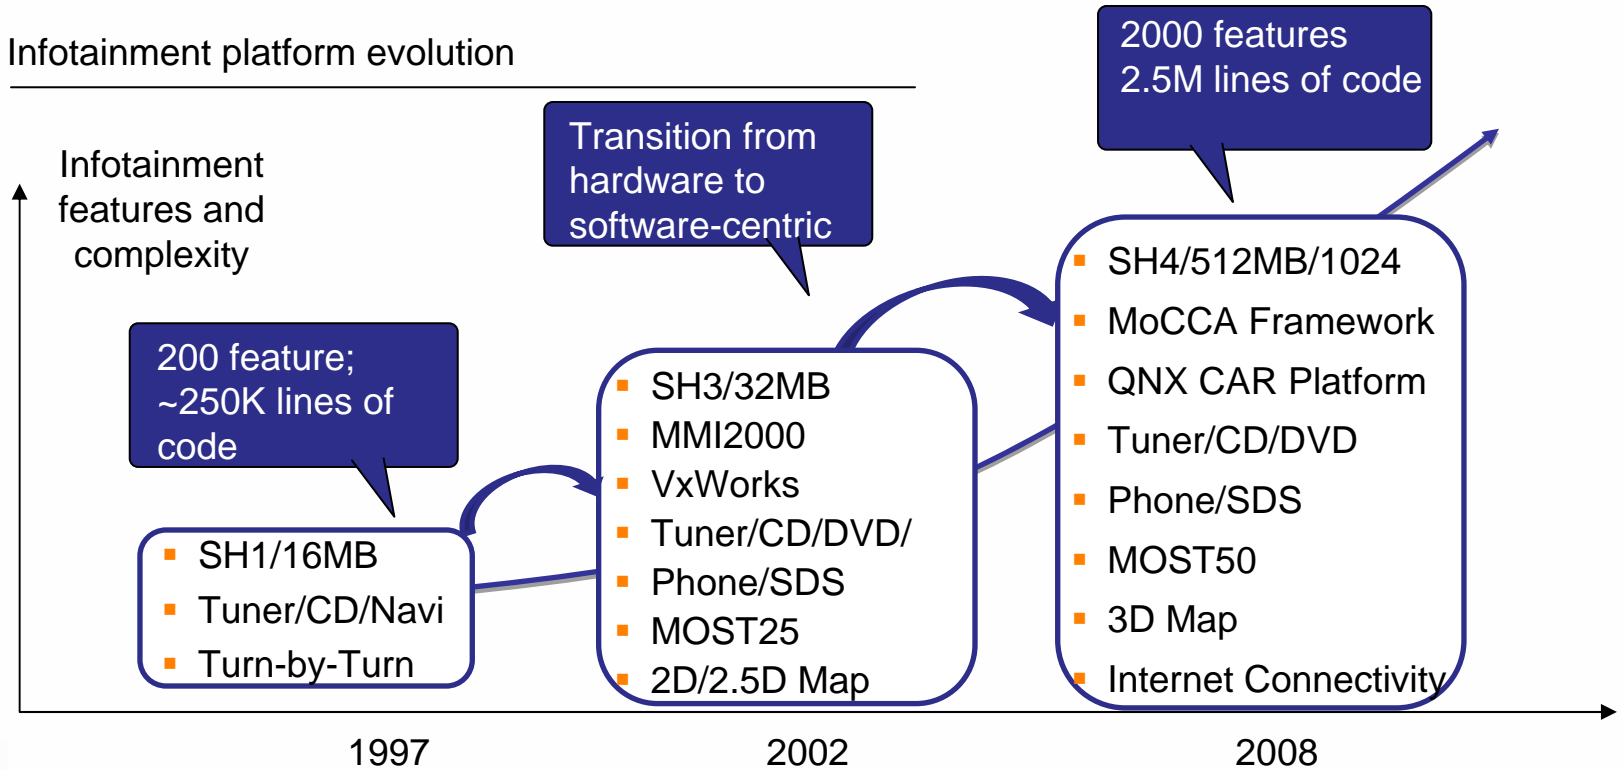 Infotainment platform evolution
Infotainment
features and
complexity
200 feature;
~250K lines of
code
Transition from
hardware to
software-centric
2000 features
2.5M lines of code
SH1/16MB
Tuner/CD/Navi
Turn-by-Turn
SH3/32MB
MMI2000
VxWorks
Tuner/CD/DVD/
Phone/SDS
MOST25
2D/2.5D Map
SH4/512MB/1024
MoCCA Framework
QNX CAR Platform
Tuner/CD/DVD
Phone/SDS
MOST50
3D Map
Internet Connectivity
1997
2002
2008